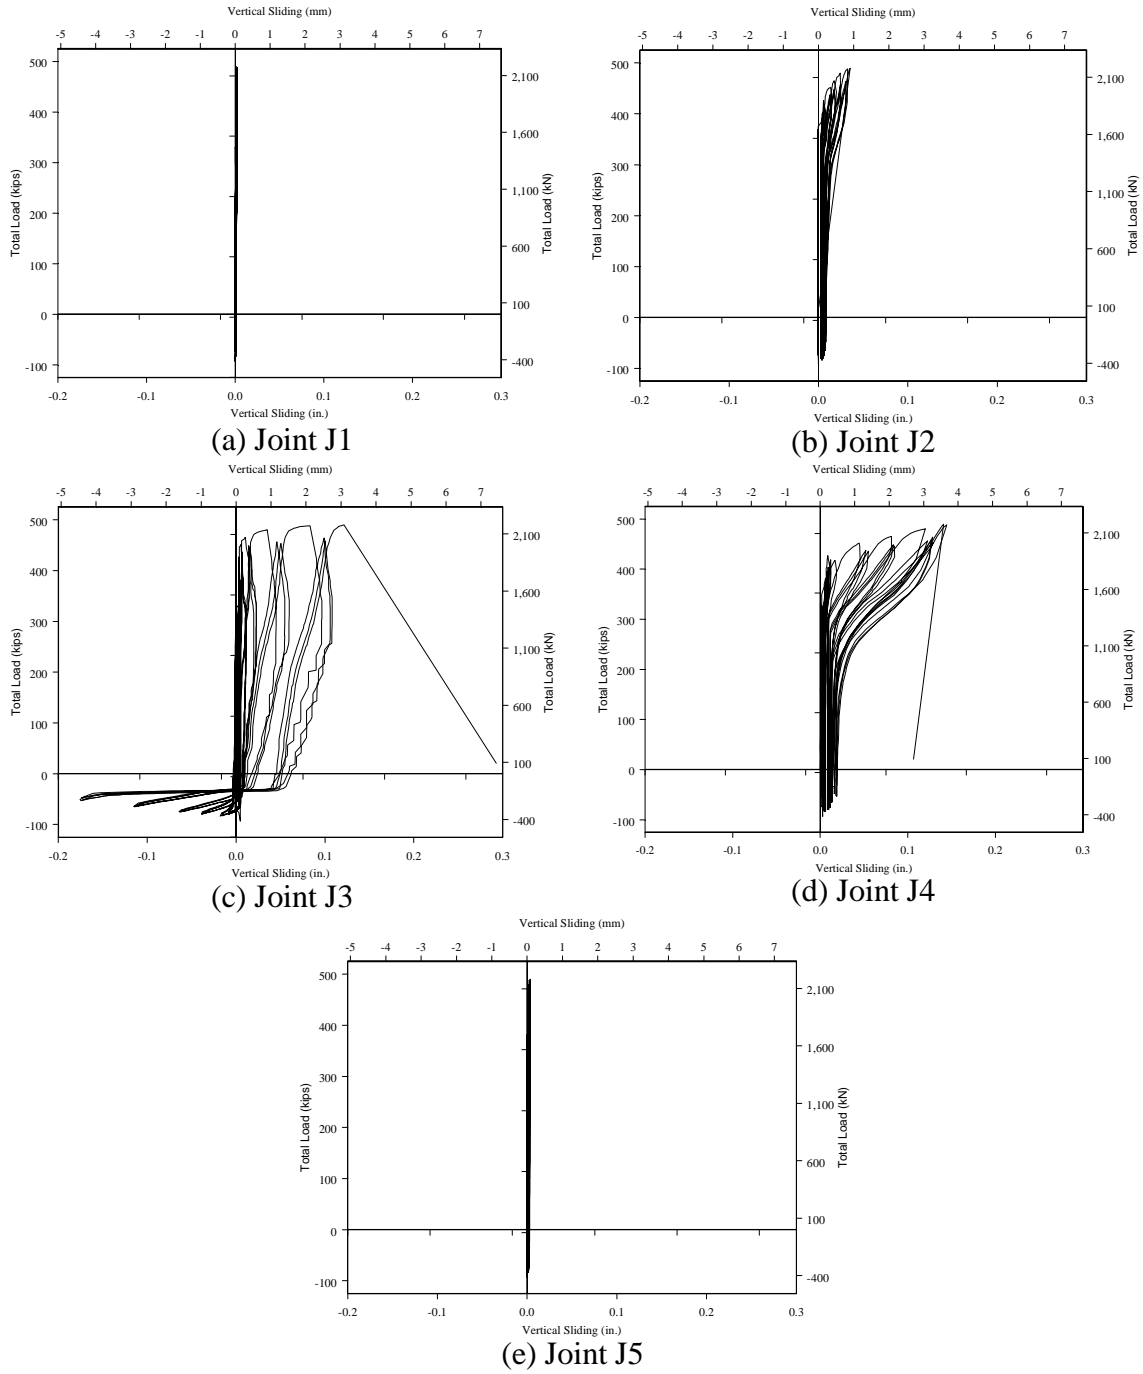 Vertical Sliding (mm)
-5 -4 -3 -2 -1 0 1 2 3 4 5 6 7
500
400
300
200
100
0
-100
Total Load (kips)
2,100
1,600
1,100
600
100
-400
Total Load (kN)
-0.2 -0.1 0.0 0.1 0.2 0.3
Vertical Sliding (in.)
(a) Joint J1
Vertical Sliding (mm)
-5 -4 -3 -2 -1 0 1 2 3 4 5 6 7
500
400
300
200
100
0
-100
Total Load (kips)
2,100
1,600
1,100
600
100
-400
Total Load (kN)
-0.2 -0.1 0.0 0.1 0.2 0.3
Vertical Sliding (in.)
(b) Joint J2
Vertical Sliding (mm)
-5 -4 -3 -2 -1 0 1 2 3 4 5 6 7
500
400
300
200
100
0
-100
Total Load (kips)
2,100
1,600
1,100
600
100
-400
Total Load (kN)
-0.2 -0.1 0.0 0.1 0.2 0.3
Vertical Sliding (in.)
(c) Joint J3
Vertical Sliding (mm)
-5 -4 -3 -2 -1 0 1 2 3 4 5 6 7
500
400
300
200
100
0
-100
Total Load (kips)
2,100
1,600
1,100
600
100
-400
Total Load (kN)
-0.2 -0.1 0.0 0.1 0.2 0.3
Vertical Sliding (in.)
(d) Joint J4
Vertical Sliding (mm)
-5 -4 -3 -2 -1 0 1 2 3 4 5 6 7
500
400
300
200
100
0
-100
Total Load (kips)
2,100
1,600
1,100
600
100
-400
Total Load (kN)
-0.2 -0.1 0.0 0.1 0.2 0.3
Vertical Sliding (in.)
(e) Joint J5